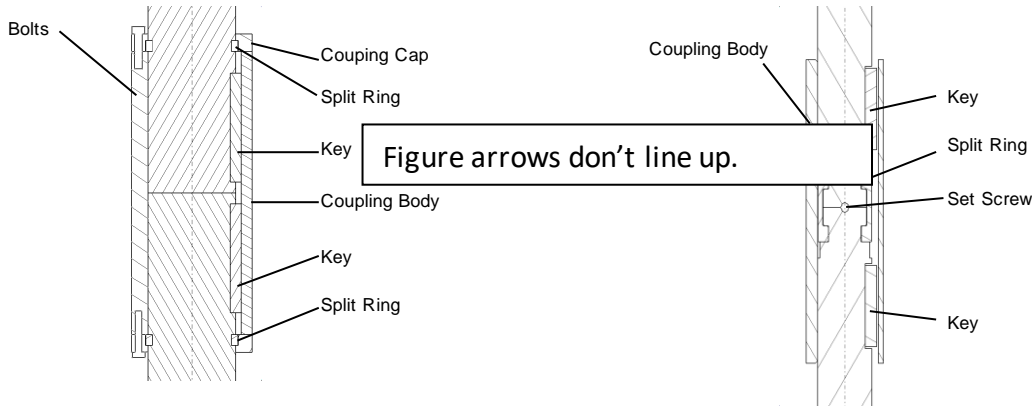 Bolts
Couping Cap
Split Ring
Key
Coupling Body
Key
Split Ring
Figure arrows don’t line up.
Coupling Body
Key
Split Ring
Set Screw
Key